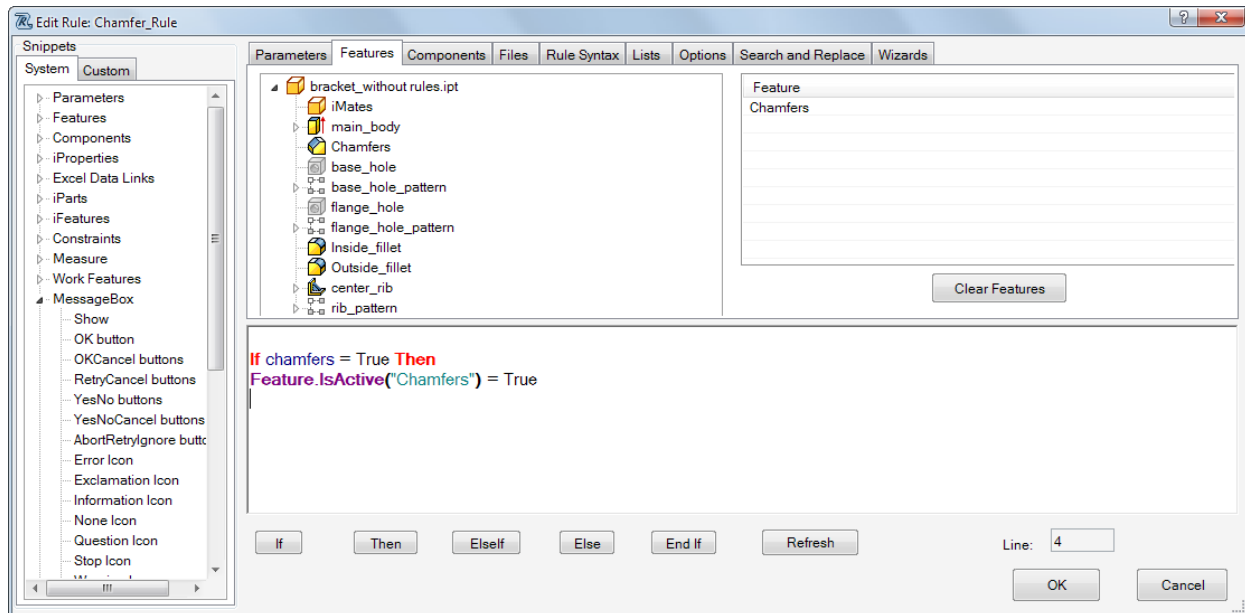 Edit Rule: Chamfer_Rule
Snippets
System Custom
Parameters
Features
Components
iProperties
Excel Data Links
iParts
iFeatures
Constraints
Measure
Work Features
MessageBox
Show
OK button
OKCancel buttons
RetryCancel buttons
YesNo buttons
YesNoCancel buttons
AbortRetryIgnore butto
Error Icon
Exclamation Icon
Information Icon
None Icon
Question Icon
Stop Icon
Parameters Features Components Files Rule Syntax Lists Options Search and Replace Wizards
bracket_without rules.ipt
iMates
main_body
Chamfers
base_hole
base_hole_pattern
flange_hole
flange_hole_pattern
Inside_fillet
Outside_fillet
center_rib
rib_pattern
Feature
Chamfers
Clear Features
If chamfers = True Then
Feature.IsActive("Chamfers") = True
If Then ElseIf Else End If Refresh Line: 4
OK Cancel